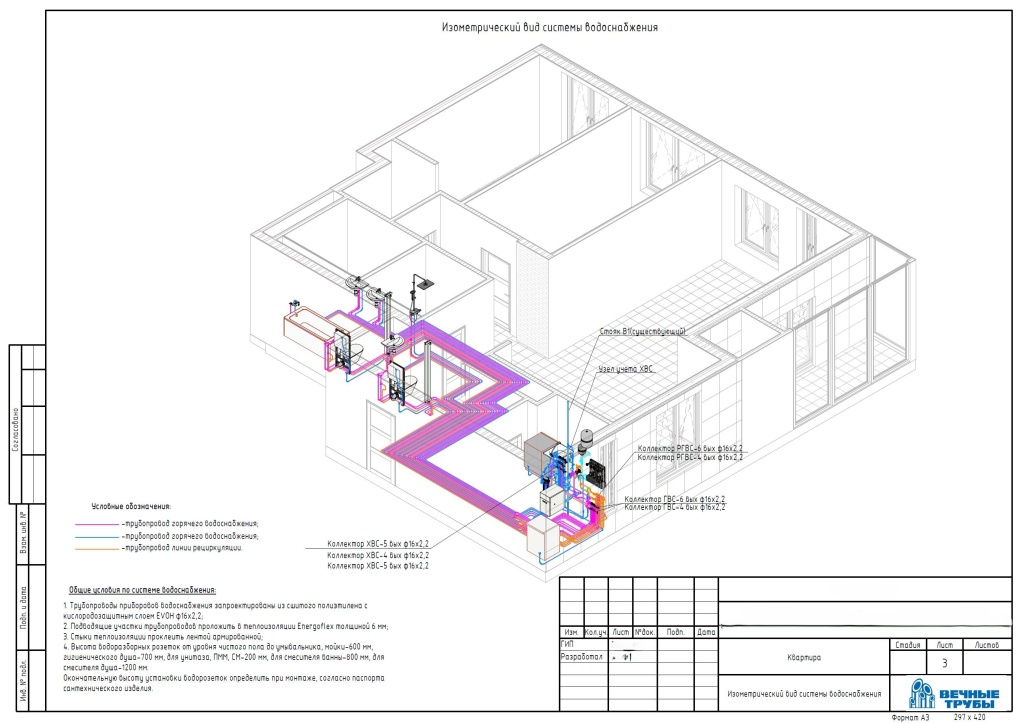 Изометрический вид системы водоснабжения
Стояк В1(существующий)
Узел учета ХВС
Коллектор РГВС-6 вых ф16х2,2
Коллектор РГВС-4 вых ф16х2,2
Коллектор ГВС-6 вых ф16х2,2
Коллектор ГВС-4 вых ф16х2,2
Коллектор ХВС-5 вых ф16х2,2
Коллектор ХВС-4 вых ф16х2,2
Коллектор ХВС-5 вых ф16х2,2
Условные обозначения:
-трубопровод горячего водоснабжения;
-трубопровод горячего водоснабжения;
-трубопровод линии рециркуляции.
Общие условия по системе водоснабжения:
1. Трубопроводы приборовов водоснабжения запроектированы из сшитого полиэтилена с
кислородозащитным слоем EVOH ф16х2,2;
2. Подводящие участки трубопроводов проложить в теплоизоляции Energoflex толщиной 6 мм;
3. Стыки теплоизоляции проклеить лентой армированной;
4. Высота водоразборных розеток от уровня чистого пола до умывальника, мойки-600 мм,
гигиенического душа-700 мм, для унитаза, ПММ, СМ-200 мм, для смесителя ванны-800 мм, для
смесителя душа-1200 мм.
Окончательную высоту установки водорозеток определить при монтаже, согласно паспорта
сантехнического изделия.
Согласовано
Взам. инв. №
Подп. и дата
Инв. № подл.
Изм. Кол.уч. Лист №док. Подп. Дата
ГИП
Разработал
Квартира
Стадия Лист Листов
3
Изометрический вид системы водоснабжения
ВЕЧНЫЕ
ТРУБЫ
Формат А3 297 х 420